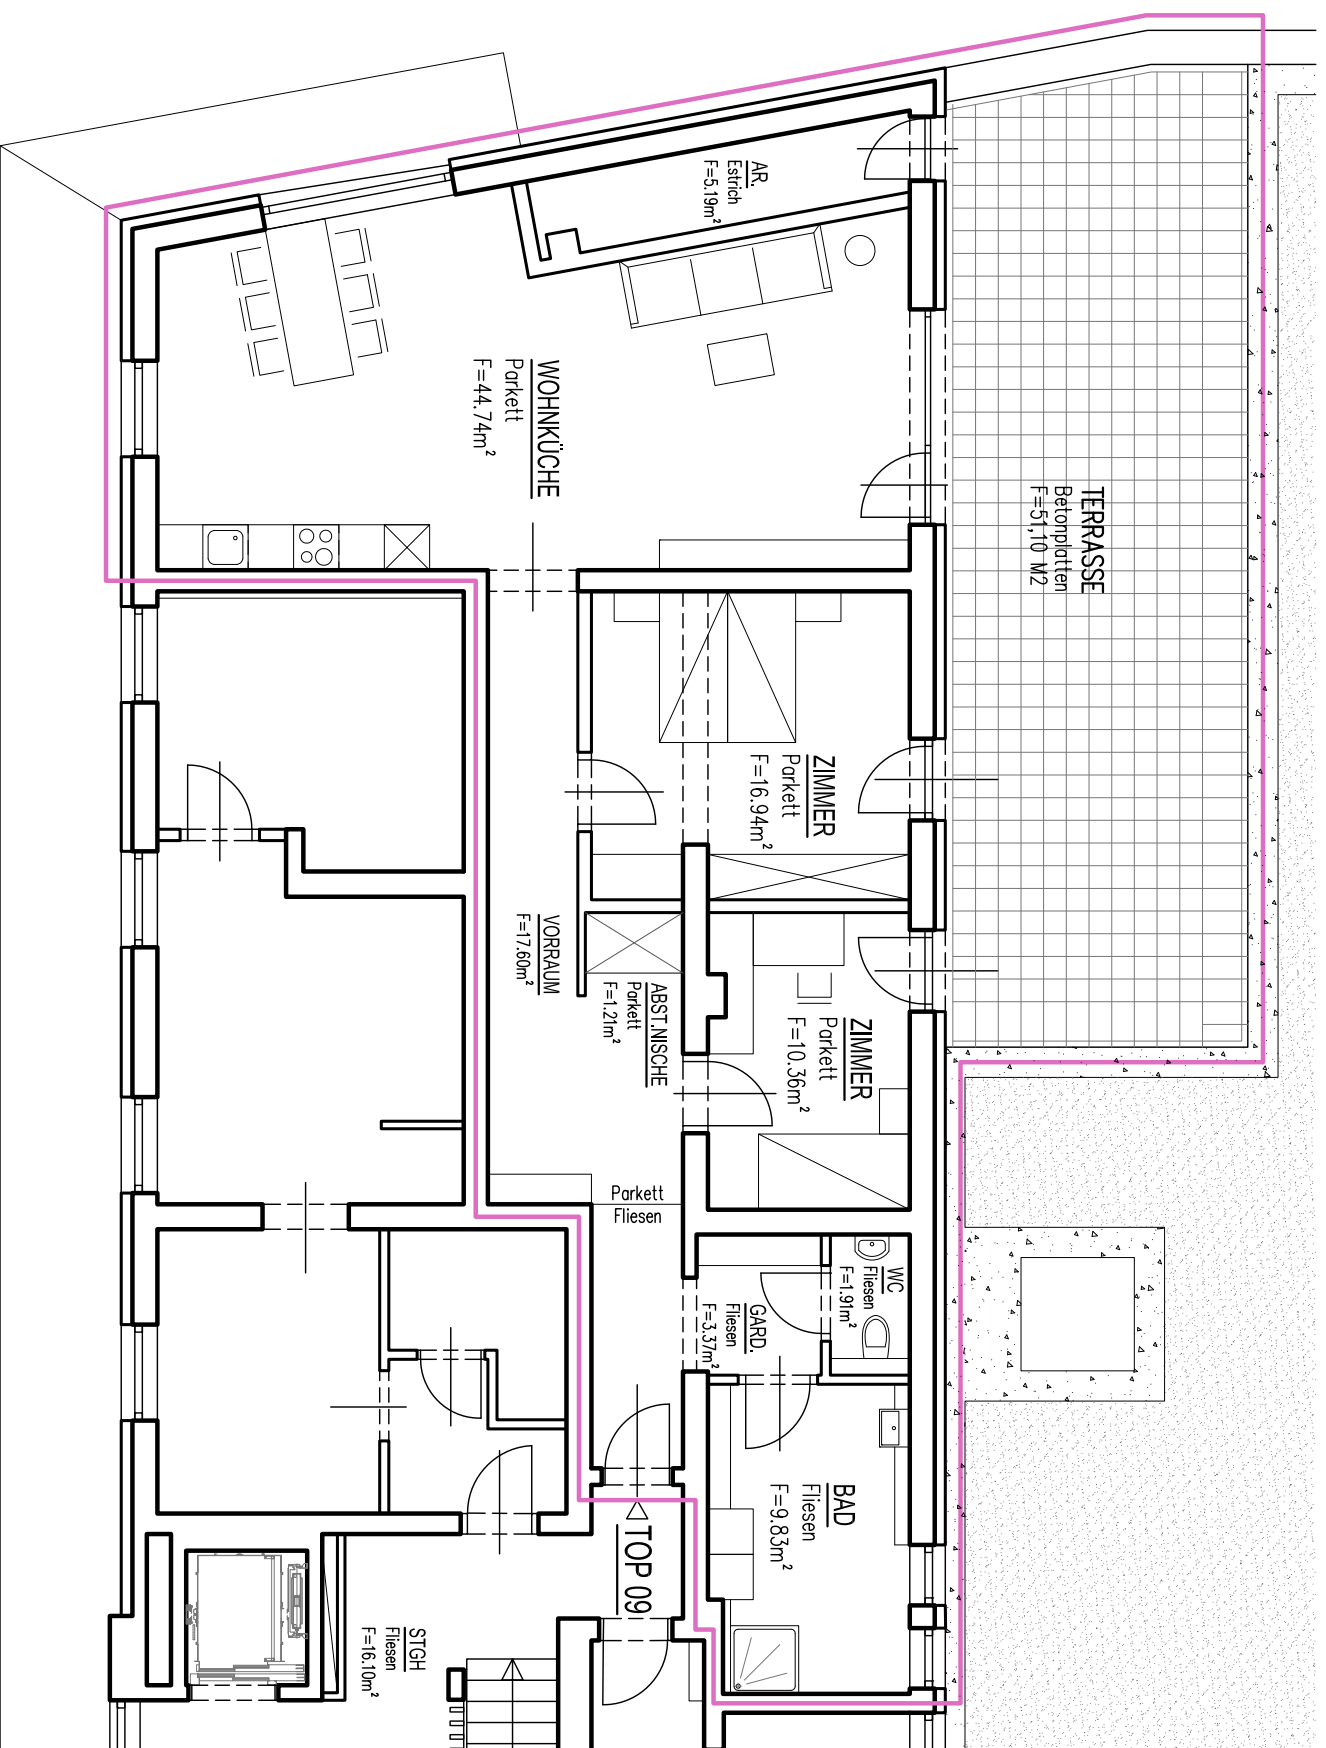 AR.
Estrich
F=5.19m²
WOHNKÜCHE
Parkett
F=44.74m²
TERRASSE
Betonplatten
F=51,10 M2
ZIMMER
Parkett
F=16.94m²
VORRAUM
F=17.60m²
ABST.NISCHE
Parkett
F=1.21m²
ZIMMER
Parkett
F=10.36m²
Parkett
Fliesen
WC
Fliesen
F=1.91m²
GARD.
Fliesen
F=3.37m²
BAD
Fliesen
F=9.83m²
TOP 09
STGH
Fliesen
F=16.10m²